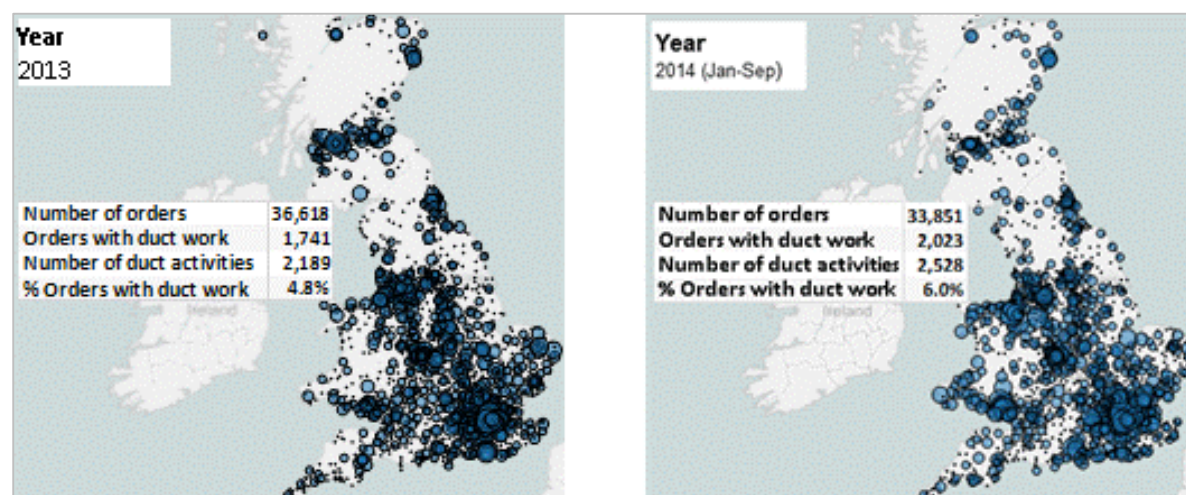 Year
2013
Number of orders 36,618
Orders with duct work 1,741
Number of duct activities 2,189
% Orders with duct work 4.8%
Ireland
Year
2014 (Jan-Sep)
Number of orders 33,851
Orders with duct work 2,023
Number of duct activities 2,528
% Orders with duct work 6.0%
Ireland